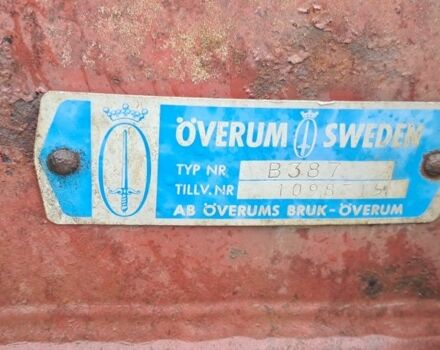 ÖVERUM SWEDEN
TYP NR B387
TILLV. NR
AB ÖVERUMS BRUK - ÖVERUM